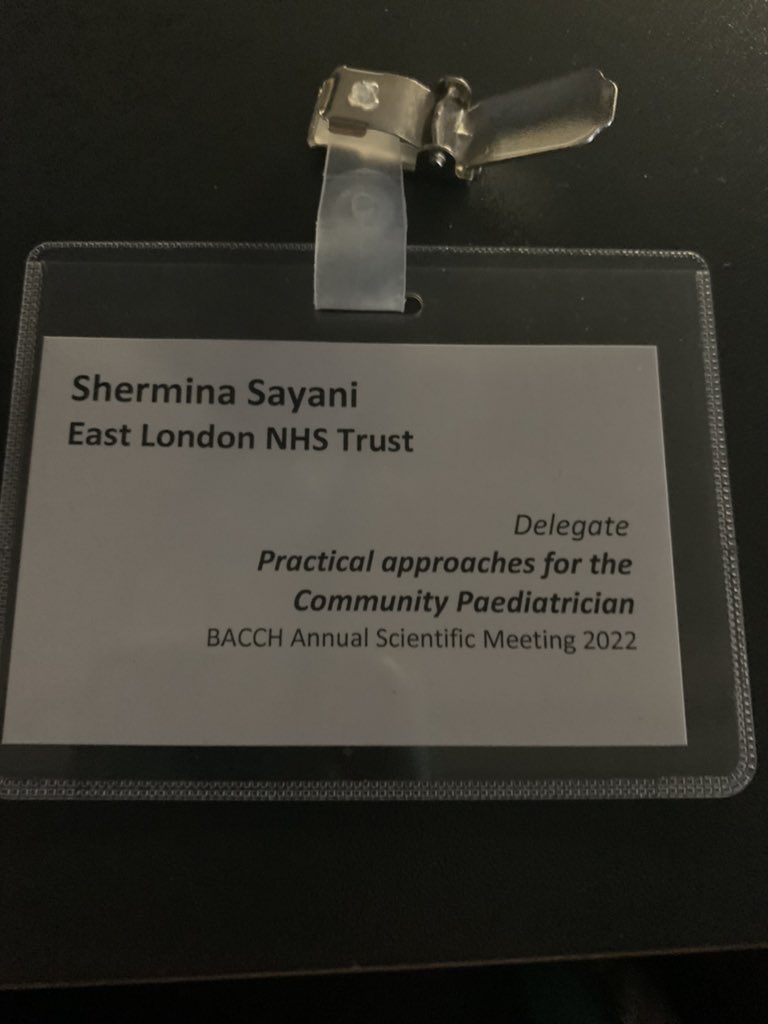 Shermina Sayani
East London NHS Trust
Delegate
Practical approaches for the
Community Paediatrician
BACCH Annual Scientific Meeting 2022